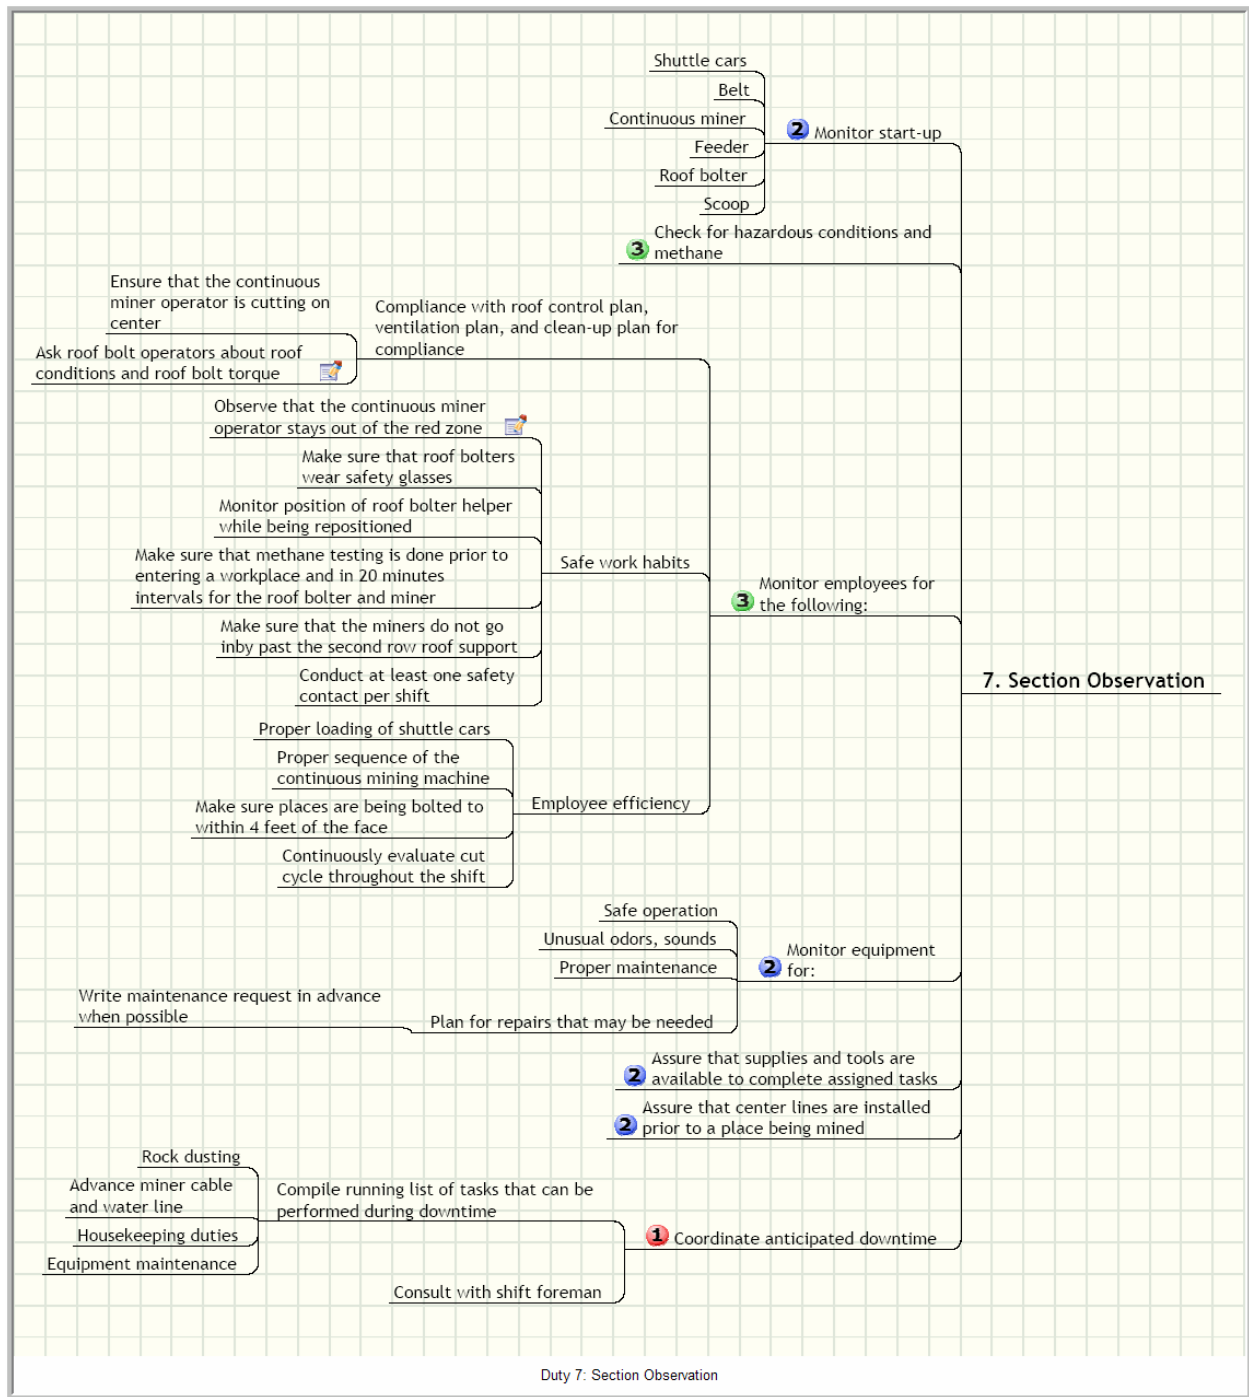 Shuttle cars
Belt
Continuous miner
Feeder
Roof bolter
Scoop
2 Monitor start-up
Check for hazardous conditions and
3 methane
Ensure that the continuous
miner operator is cutting on
center
Ask roof bolt operators about roof
conditions and roof bolt torque
Compliance with roof control plan,
ventilation plan, and clean-up plan for
compliance
Observe that the continuous miner
operator stays out of the red zone
Make sure that roof bolters
wear safety glasses
Monitor position of roof bolter helper
while being repositioned
Make sure that methane testing is done prior to
entering a workplace and in 20 minutes
intervals for the roof bolter and miner
Make sure that the miners do not go
inby past the second row roof support
Conduct at least one safety
contact per shift
Safe work habits
Proper loading of shuttle cars
Proper sequence of the
continuous mining machine
Make sure places are being bolted to
within 4 feet of the face
Continuously evaluate cut
cycle throughout the shift
Employee efficiency
Monitor employees for
3 the following:
7. Section Observation
Safe operation
Unusual odors, sounds
Proper maintenance
Write maintenance request in advance
when possible
Plan for repairs that may be needed
Monitor equipment
2 for:
Assure that supplies and tools are
2 available to complete assigned tasks
Assure that center lines are installed
2 prior to a place being mined
Rock dusting
Advance miner cable
and water line
Housekeeping duties
Equipment maintenance
Compile running list of tasks that can be
performed during downtime
Consult with shift foreman
1 Coordinate anticipated downtime
Duty 7: Section Observation